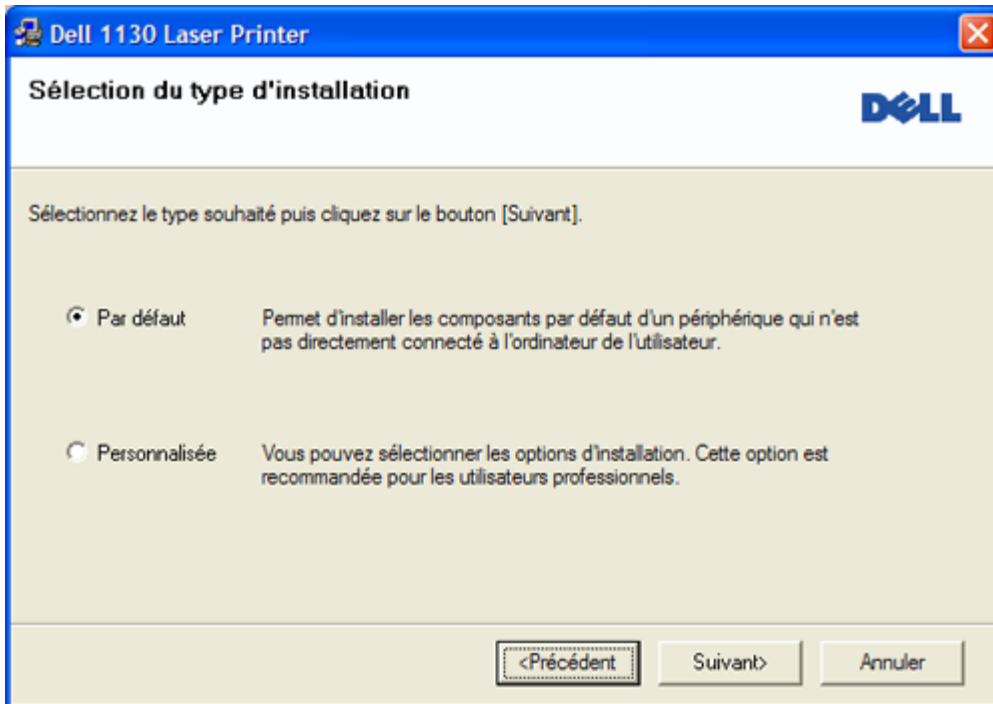 Dell 1130 Laser Printer
Sélection du type d'installation
DELL
Sélectionnez le type souhaité puis cliquez sur le bouton [Suivant].
Par défaut
Permet d'installer les composants par défaut d'un périphérique qui n'est
pas directement connecté à l'ordinateur de l'utilisateur.
Personnalisée
Vous pouvez sélectionner les options d'installation. Cette option est
recommandée pour les utilisateurs professionnels.
<Précédent
Suivant>
Annuler